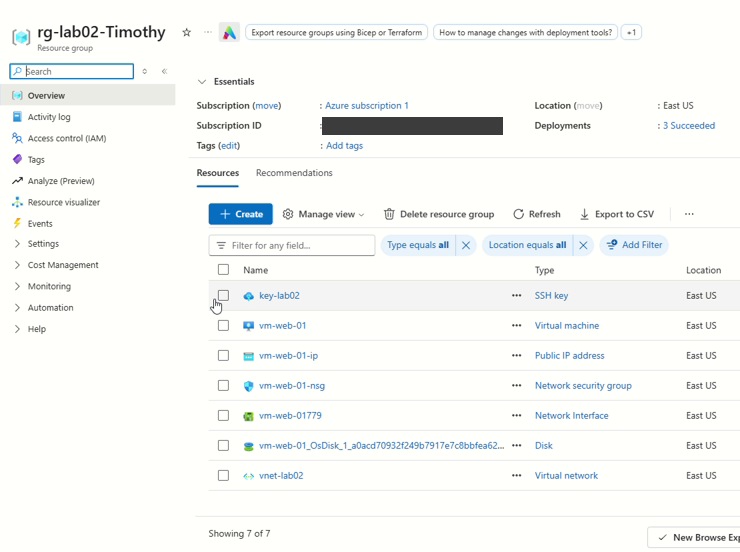 rg-lab02-Timothy
Resource group
Export resource groups using Bicep or Terraform
How to manage changes with deployment tools?
+1
Search
Overview
Activity log
Access control (IAM)
Tags
Analyze (Preview)
Resource visualizer
Events
Settings
Cost Management
Monitoring
Automation
Help
Essentials
Subscription (move) : Azure subscription 1
Location (move) : East US
Subscription ID :
Deployments : 3 Succeeded
Tags (edit) : Add tags
Resources Recommendations
Create Manage view Delete resource group Refresh Export to CSV
Filter for any field... Type equals all Location equals all Add Filter
Name Type Location
key-lab02 SSH key East US
vm-web-01 Virtual machine East US
vm-web-01-ip Public IP address East US
vm-web-01-nsg Network security group East US
vm-web-01779 Network Interface East US
vm-web-01_OsDisk_1_a0acd70932f249b7917e7c8bbfea62... Disk East US
vnet-lab02 Virtual network East US
Showing 7 of 7
New Browse Exp